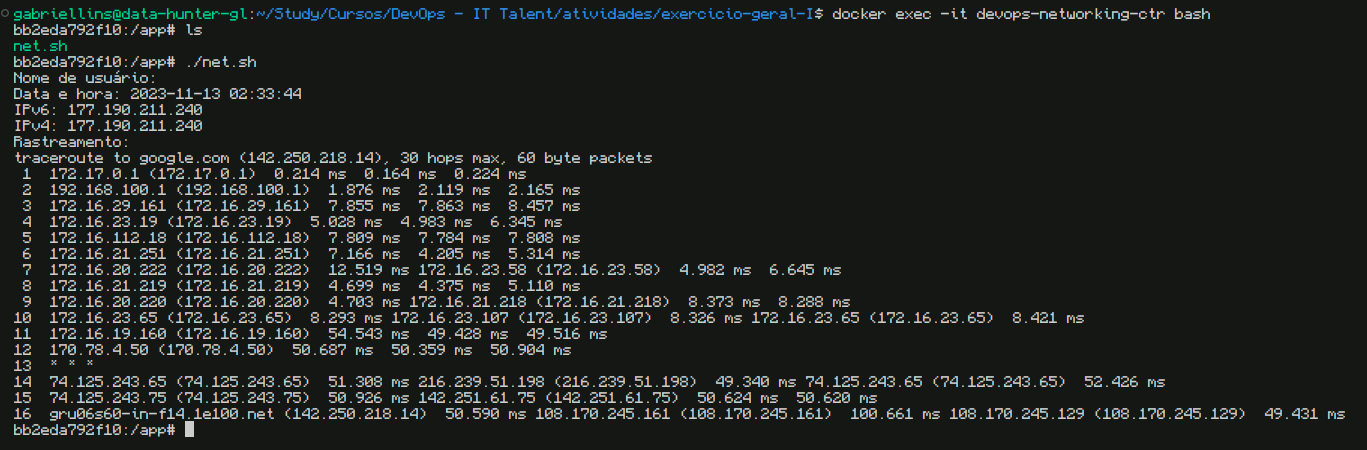 gabriellins@data-hunter-gl:~/Study/Cursos/DevOps - IT Talent/atividades/exercicio-geral-I$ docker exec -it devops-networking-ctr bash
bb2eda792f10:/app# ls
net.sh
bb2eda792f10:/app# ./net.sh
Nome de usuário:
Data e hora: 2023-11-13 02:33:44
IPv6: 177.190.211.240
IPv4: 177.190.211.240
Rastreamento:
traceroute to google.com (142.250.218.14), 30 hops max, 60 byte packets
 1  172.17.0.1 (172.17.0.1)  0.214 ms  0.164 ms  0.224 ms
 2  192.168.100.1 (192.168.100.1)  1.876 ms  2.119 ms  2.165 ms
 3  172.16.29.161 (172.16.29.161)  7.855 ms  7.863 ms  8.457 ms
 4  172.16.23.19 (172.16.23.19)  5.028 ms  4.983 ms  6.345 ms
 5  172.16.112.18 (172.16.112.18)  7.809 ms  7.784 ms  7.808 ms
 6  172.16.21.251 (172.16.21.251)  7.166 ms  4.205 ms  5.314 ms
 7  172.16.20.222 (172.16.20.222)  12.519 ms 172.16.23.58 (172.16.23.58)  4.982 ms  6.645 ms
 8  172.16.21.219 (172.16.21.219)  4.699 ms  4.375 ms  5.110 ms
 9  172.16.20.220 (172.16.20.220)  4.703 ms 172.16.21.218 (172.16.21.218)  8.373 ms  8.288 ms
10  172.16.23.65 (172.16.23.65)  8.293 ms 172.16.23.107 (172.16.23.107)  8.326 ms 172.16.23.65 (172.16.23.65)  8.421 ms
11  172.16.19.160 (172.16.19.160)  54.543 ms  49.428 ms  49.516 ms
12  170.78.4.50 (170.78.4.50)  50.687 ms  50.359 ms  50.904 ms
13  * * *
14  74.125.243.65 (74.125.243.65)  51.308 ms 216.239.51.198 (216.239.51.198)  49.340 ms 74.125.243.65 (74.125.243.65)  52.426 ms
15  74.125.243.75 (74.125.243.75)  50.926 ms 142.251.61.75 (142.251.61.75)  50.624 ms  50.620 ms
16  gru06s60-in-f14.1e100.net (142.250.218.14)  50.590 ms 108.170.245.161 (108.170.245.161)  100.661 ms 108.170.245.129 (108.170.245.129)  49.431 ms
bb2eda792f10:/app#